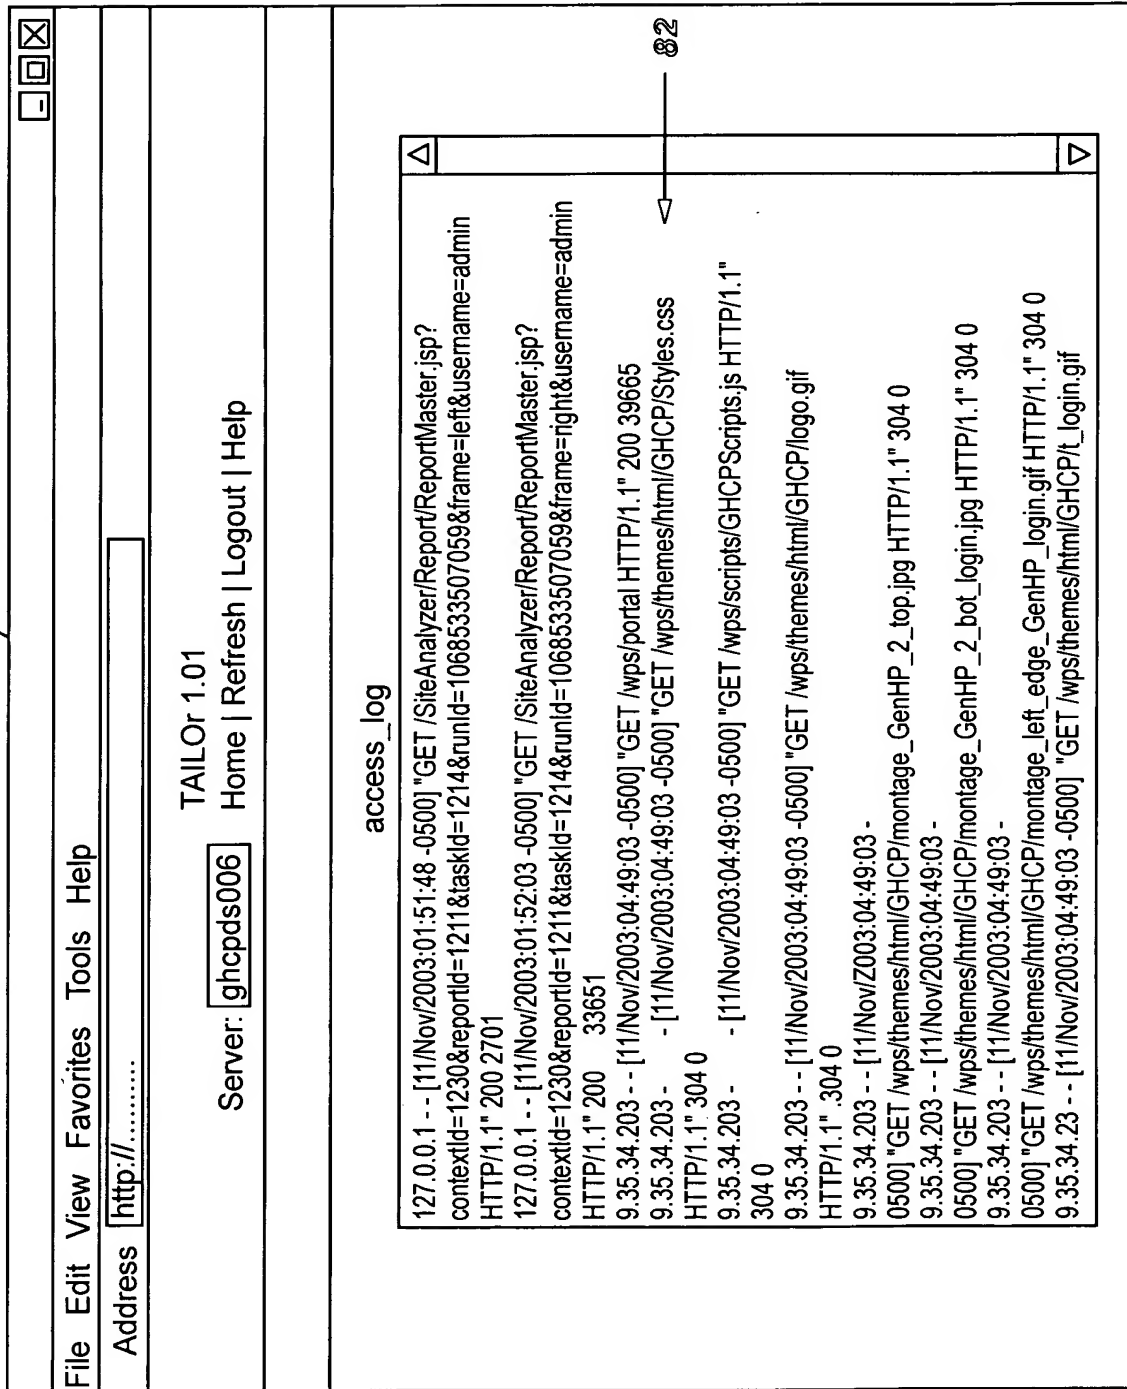 File Edit View Favorites Tools Help
Address http://..........
TAILOr 1.01
Server: ghcpds006 Home | Refresh | Logout | Help
access_log
127.0.0.1 - - [11/Nov/2003:01:51:48 -0500] "GET /SiteAnalyzer/Report/ReportMaster.jsp?
contextId=1230&reportId=1211&taskId=1214&runId=1068533507059&frame=left&username=admin
HTTP/1.1" 200 2701
127.0.0.1 - - [11/Nov/2003:01:52:03 -0500] "GET /SiteAnalyzer/Report/ReportMaster.jsp?
contextId=1230&reportId=1211&taskId=1214&runId=1068533507059&frame=right&username=admin
HTTP/1.1" 200 33651
9.35.34.203 - - [11/Nov/2003:04:49:03 -0500] "GET /wps/portal HTTP/1.1" 200 39665
9.35.34.203 - - [11/Nov/2003:04:49:03 -0500] "GET /wps/themes/html/GHCP/Styles.css
HTTP/1.1" 304 0
9.35.34.203 - - [11/Nov/2003:04:49:03 -0500] "GET /wps/scripts/GHCPScripts.js HTTP/1.1"
304 0
9.35.34.203 - - [11/Nov/2003:04:49:03 -0500] "GET /wps/themes/html/GHCP/logo.gif
HTTP/1.1" .304 0
9.35.34.203 - - [11/Nov/Z003:04:49:03 -
0500] "GET /wps/themes/html/GHCP/montage_GenHP_2_top.jpg HTTP/1.1" 304 0
9.35.34.203 - - [11/Nov/2003:04:49:03 -
0500] "GET /wps/themes/html/GHCP/montage_GenHP_2_bot_login.jpg HTTP/1.1" 304 0
9.35.34.203 - - [11/Nov/2003:04:49:03 -
0500] "GET /wps/themes/html/GHCP/montage_left_edge_GenHP_login.gif HTTP/1.1" 304 0
9.35.34.23 - - [11/Nov/2003:04:49:03 -0500] "GET /wps/themes/html/GHCP/t_login.gif
82